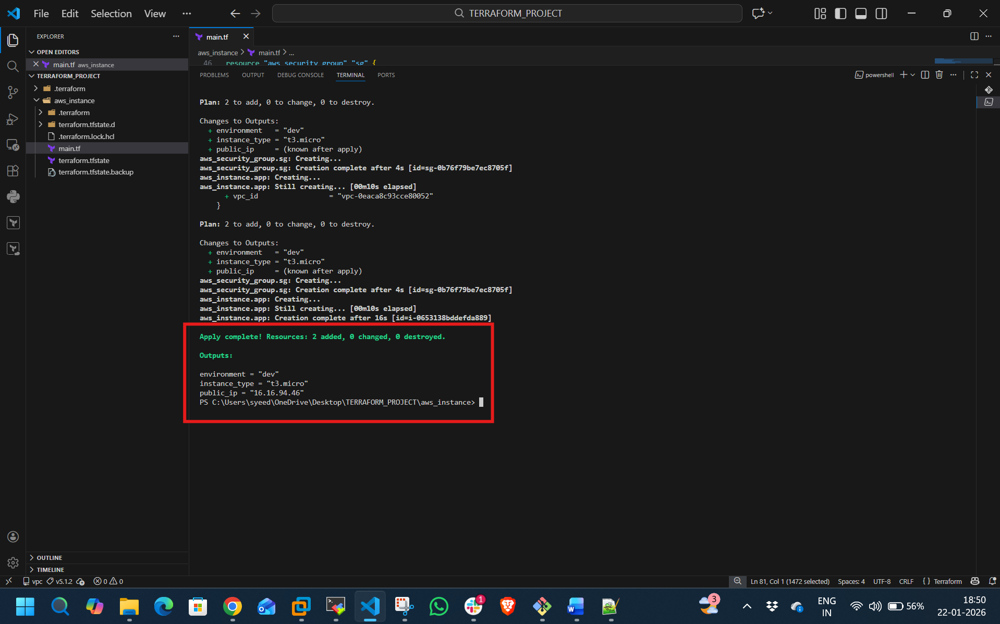 File Edit Selection View ...
TERRAFORM_PROJECT
EXPLORER
OPEN EDITORS
main.tf aws_instance
TERRAFORM_PROJECT
.terraform
aws_instance
.terraform
terraform.tfstate.d
.terraform.lock.hcl
main.tf
terraform.tfstate
terraform.tfstate.backup
OUTLINE
TIMELINE
main.tf
aws_instance > main.tf > ...
46 resource "aws_security_group" "sg" {
PROBLEMS OUTPUT DEBUG CONSOLE TERMINAL PORTS
powershell
Plan: 2 to add, 0 to change, 0 to destroy.
Changes to Outputs:
+ environment = "dev"
+ instance_type = "t3.micro"
+ public_ip = (known after apply)
aws_security_group.sg: Creating...
aws_security_group.sg: Creation complete after 4s [id=sg-0b76f79be7ec8705f]
aws_instance.app: Creating...
aws_instance.app: Still creating... [00m10s elapsed]
+ vpc_id = "vpc-0eaca8c93cce80052"
}
Plan: 2 to add, 0 to change, 0 to destroy.
Changes to Outputs:
+ environment = "dev"
+ instance_type = "t3.micro"
+ public_ip = (known after apply)
aws_security_group.sg: Creating...
aws_security_group.sg: Creation complete after 4s [id=sg-0b76f79be7ec8705f]
aws_instance.app: Creating...
aws_instance.app: Still creating... [00m10s elapsed]
aws_instance.app: Creation complete after 16s [id=i-0653138bddefda889]
Apply complete! Resources: 2 added, 0 changed, 0 destroyed.
Outputs:
environment = "dev"
instance_type = "t3.micro"
public_ip = "16.16.94.46"
PS C:\Users\syeed\OneDrive\Desktop\TERRAFORM_PROJECT\aws_instance>
vpc v5.1.2 0 0
Ln 81, Col 1 (1472 selected) Spaces: 4 UTF-8 CRLF { } Terraform
1
3
ENG
IN
56%
18:50
22-01-2026